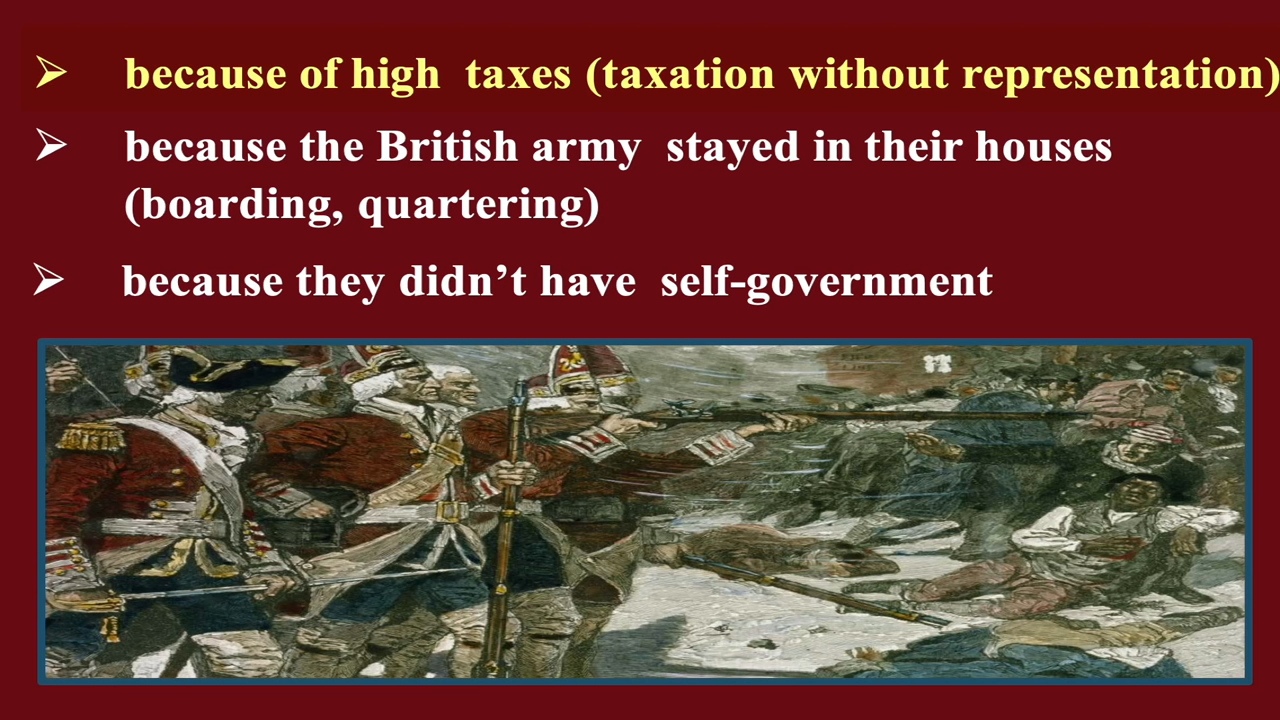 ➢ because of high taxes (taxation without representation)
➢ because the British army stayed in their houses
(boarding, quartering)
➢ because they didn’t have self-government